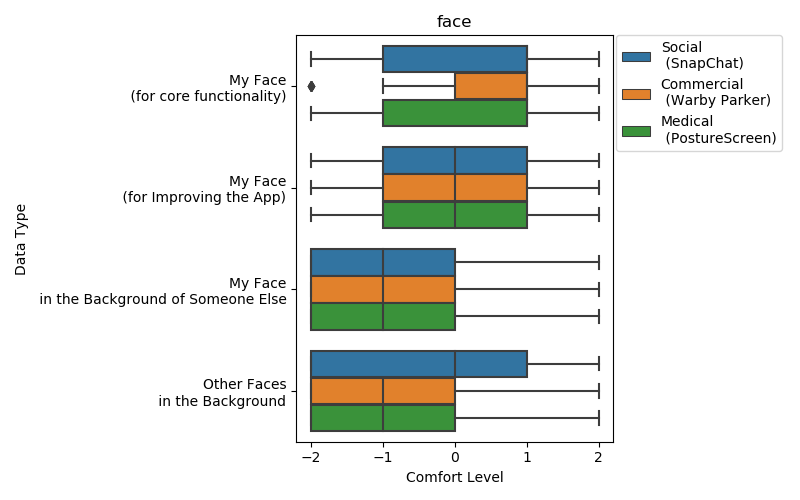 face
Social
(SnapChat)
Commercial
(Warby Parker)
Medical
(PostureScreen)
Data Type
My Face
(for core functionality)
My Face
(for Improving the App)
My Face
in the Background of Someone Else
Other Faces
in the Background
−2 −1 0 1 2
Comfort Level